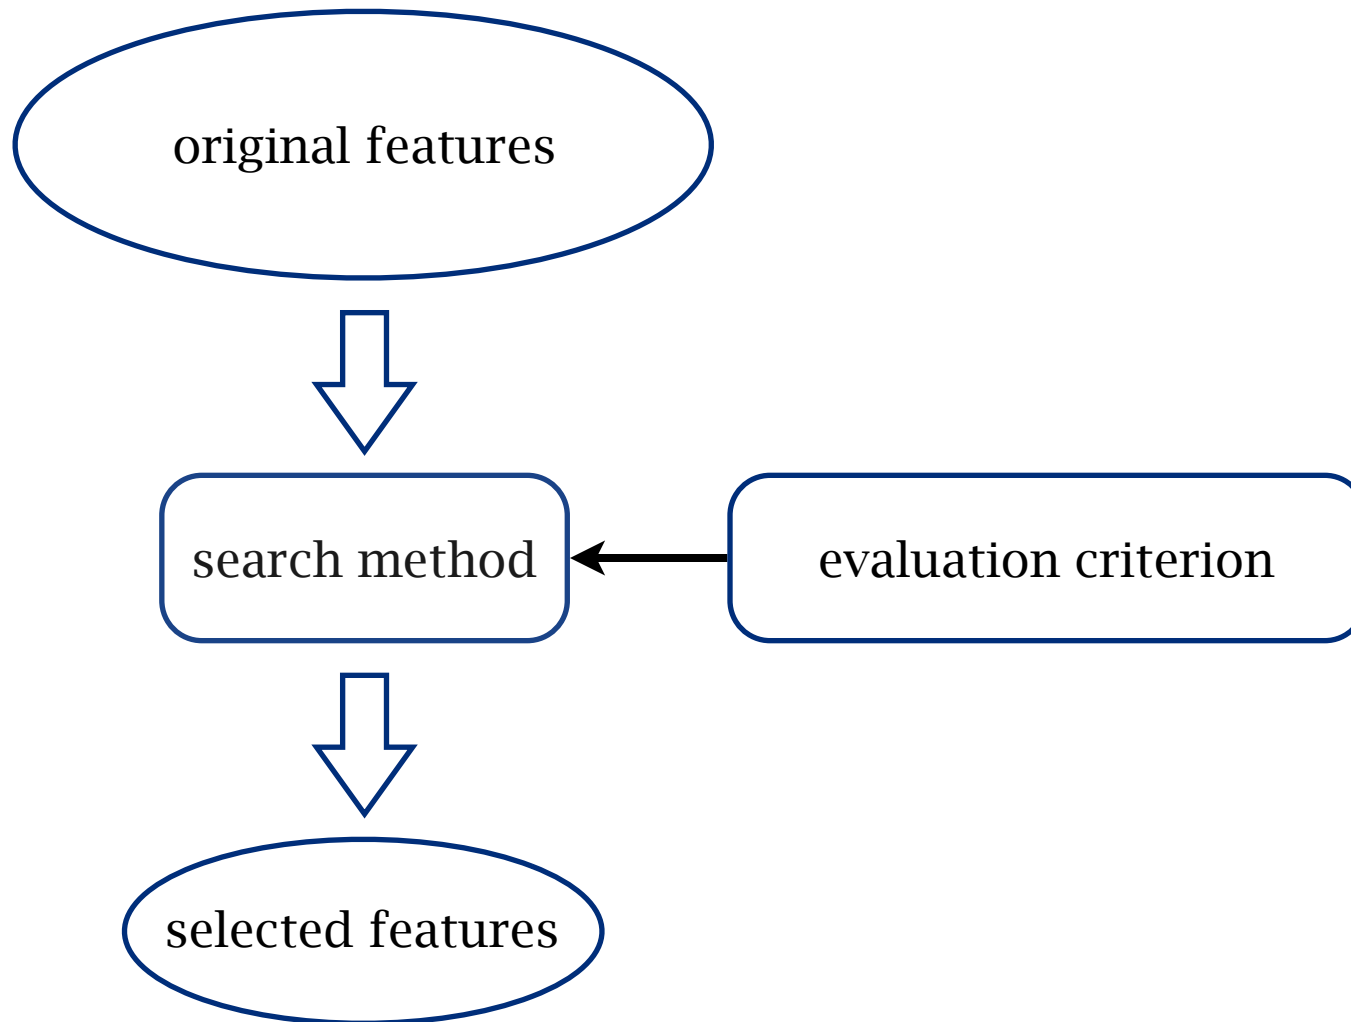 original features
search method
evaluation criterion
selected features